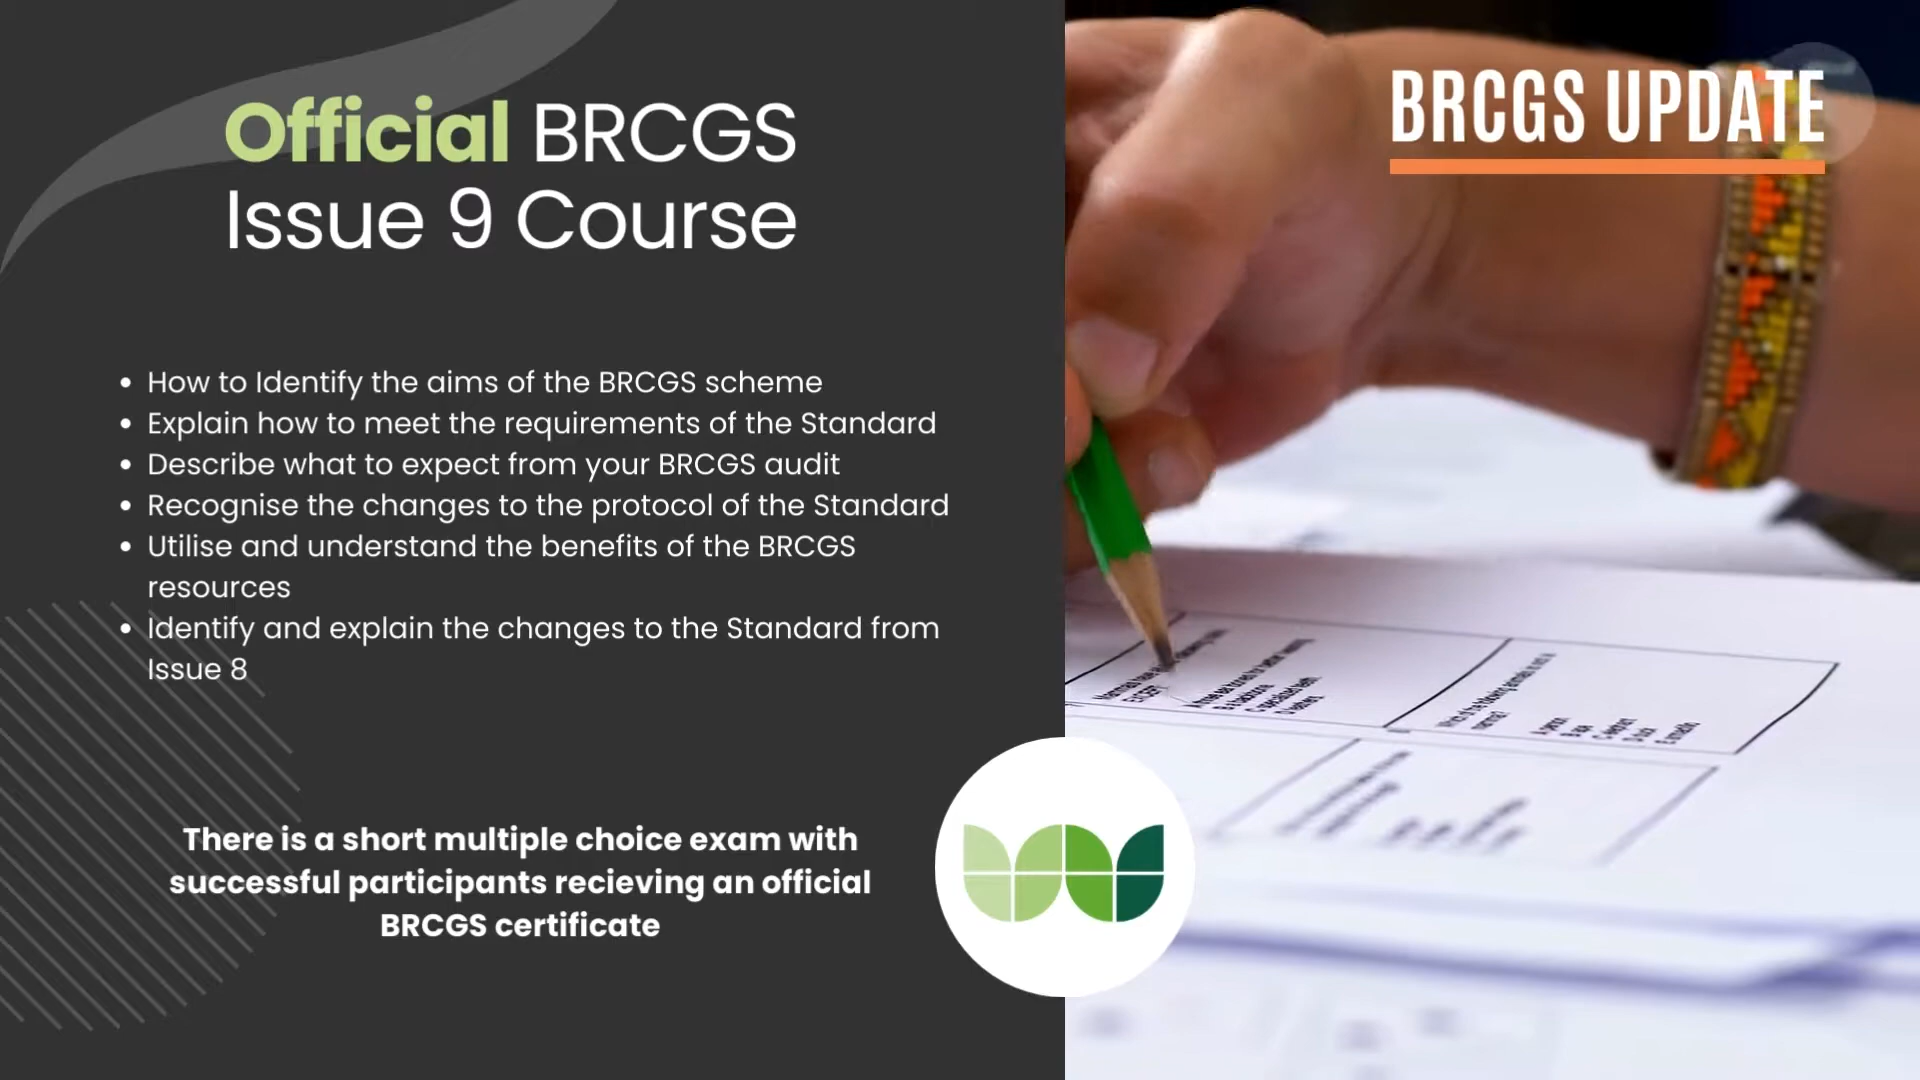 Official BRCGS
Issue 9 Course
• How to Identify the aims of the BRCGS scheme
• Explain how to meet the requirements of the Standard
• Describe what to expect from your BRCGS audit
• Recognise the changes to the protocol of the Standard
• Utilise and understand the benefits of the BRCGS
resources
• Identify and explain the changes to the Standard from
Issue 8
There is a short multiple choice exam with
successful participants recieving an official
BRCGS certificate
BRCGS UPDATE
EXCEPT